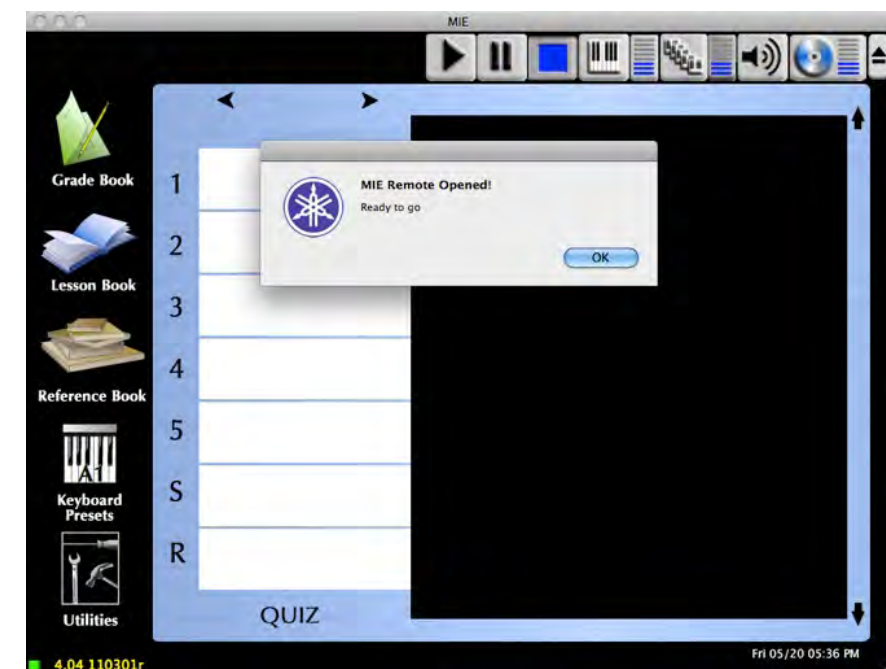 MIE
Grade Book
Lesson Book
Reference Book
A1
Keyboard
Presets
Utilities
1
2
3
4
5
S
R
QUIZ
MIE Remote Opened!
Ready to go
OK
4.04 110301r
Fri 05/20 05:36 PM